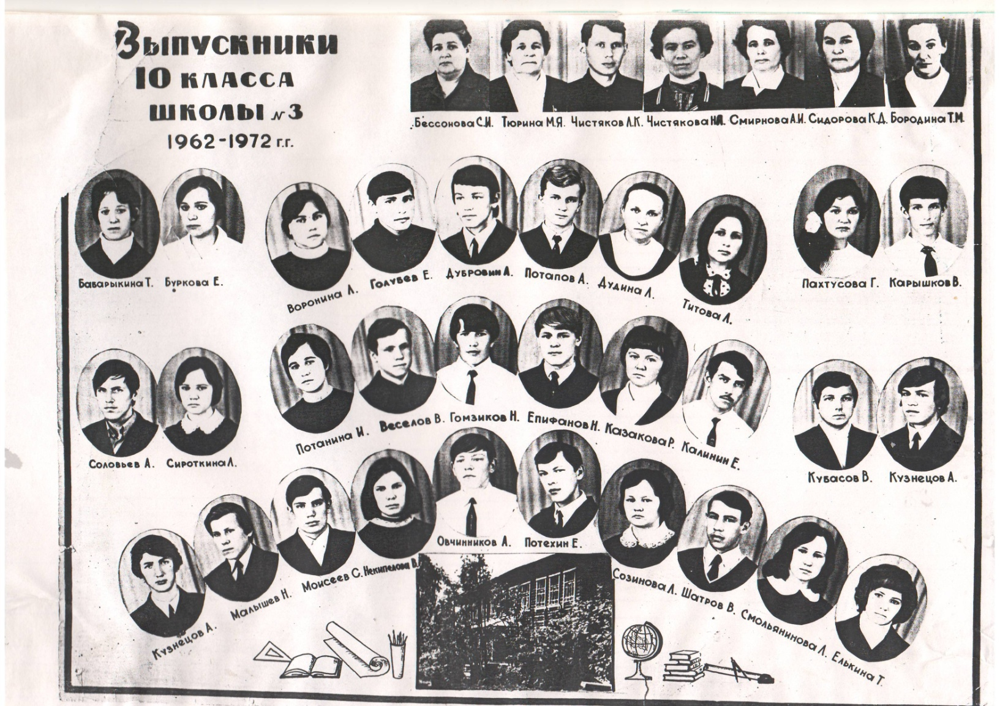 Выпускники
10 класса
школы №3
1962-1972 г.г.
Бессонова С.И. Тюрина М.Я. Чистяков Л.К. Чистякова Н.Л. Смирнова А.И. Сидорова К.Д. Бородина Т.М.
Бабарыкина Т. Буркова Е.
Воронина Л. Голубев Е. Дубровин А. Потапов А. Дудина Л. Титова Л.
Пахтусова Г. Карышков В.
Соловьев А. Сироткина Л.
Потанина И. Веселов В. Гомзиков Н. Епифанов Н. Казакова Р. Калинин Е.
Кубасов В. Кузнецов А.
Кузнецов А. Малышев Н. Моисеев С. Некипелова В. Овчинников А. Потехин Е. Созинова Л. Шатров В. Смольянинова Л. Елькина Т.